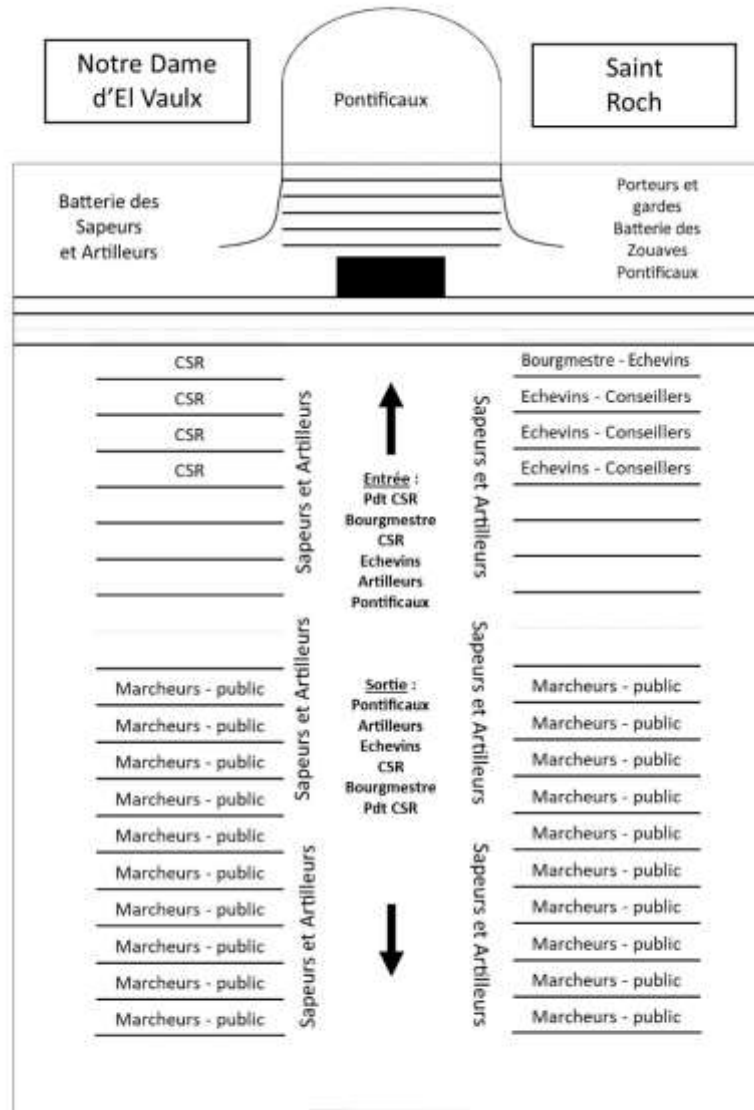 Notre Dame
d'El Vaulx
Pontificaux
Saint
Roch
Batterie des
Sapeurs
et Artilleurs
Porteurs et
gardes
Batterie des
Zouaves
Pontificaux
CSR
CSR
CSR
CSR
Marcheurs - public
Marcheurs - public
Marcheurs - public
Marcheurs - public
Marcheurs - public
Marcheurs - public
Marcheurs - public
Marcheurs - public
Marcheurs - public
Marcheurs - public
Sapeurs et Artilleurs
Sapeurs et Artilleurs
Sapeurs et Artilleurs
Entrée :
Pdt CSR
Bourgmestre
CSR
Echevins
Artilleurs
Pontificaux
Sortie :
Pontificaux
Artilleurs
Echevins
CSR
Bourgmestre
Pdt CSR
Sapeurs et Artilleurs
Sapeurs et Artilleurs
Sapeurs et Artilleurs
Bourgmestre - Echevins
Echevins - Conseillers
Echevins - Conseillers
Echevins - Conseillers
Marcheurs - public
Marcheurs - public
Marcheurs - public
Marcheurs - public
Marcheurs - public
Marcheurs - public
Marcheurs - public
Marcheurs - public
Marcheurs - public
Marcheurs - public